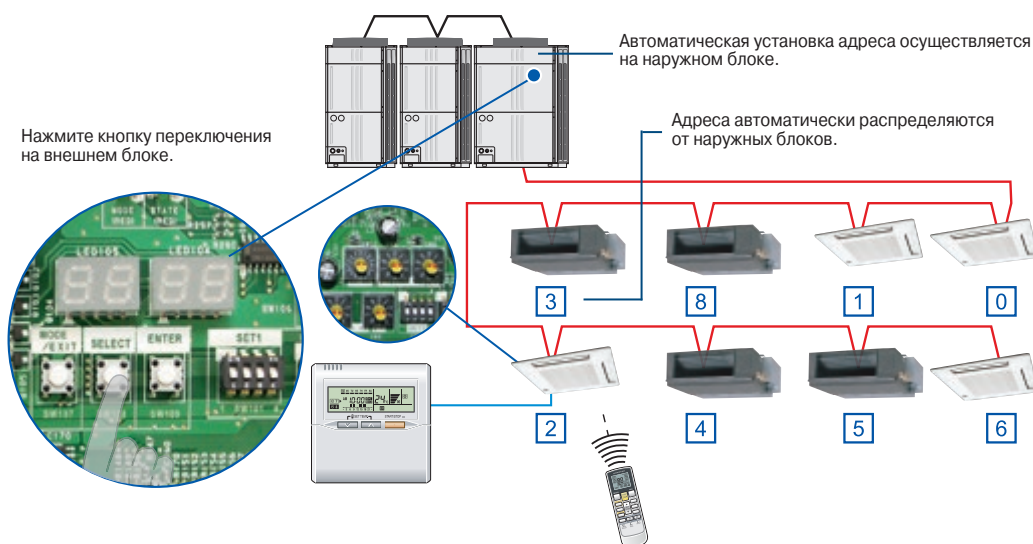 Автоматическая установка адреса осуществляется
на наружном блоке.
Адреса автоматически распределяются
от наружных блоков.
Нажмите кнопку переключения
на внешнем блоке.
LED105
LED104
MODE
/EXIT
SELECT
ENTER
SET1
3
8
1
0
2
4
5
6